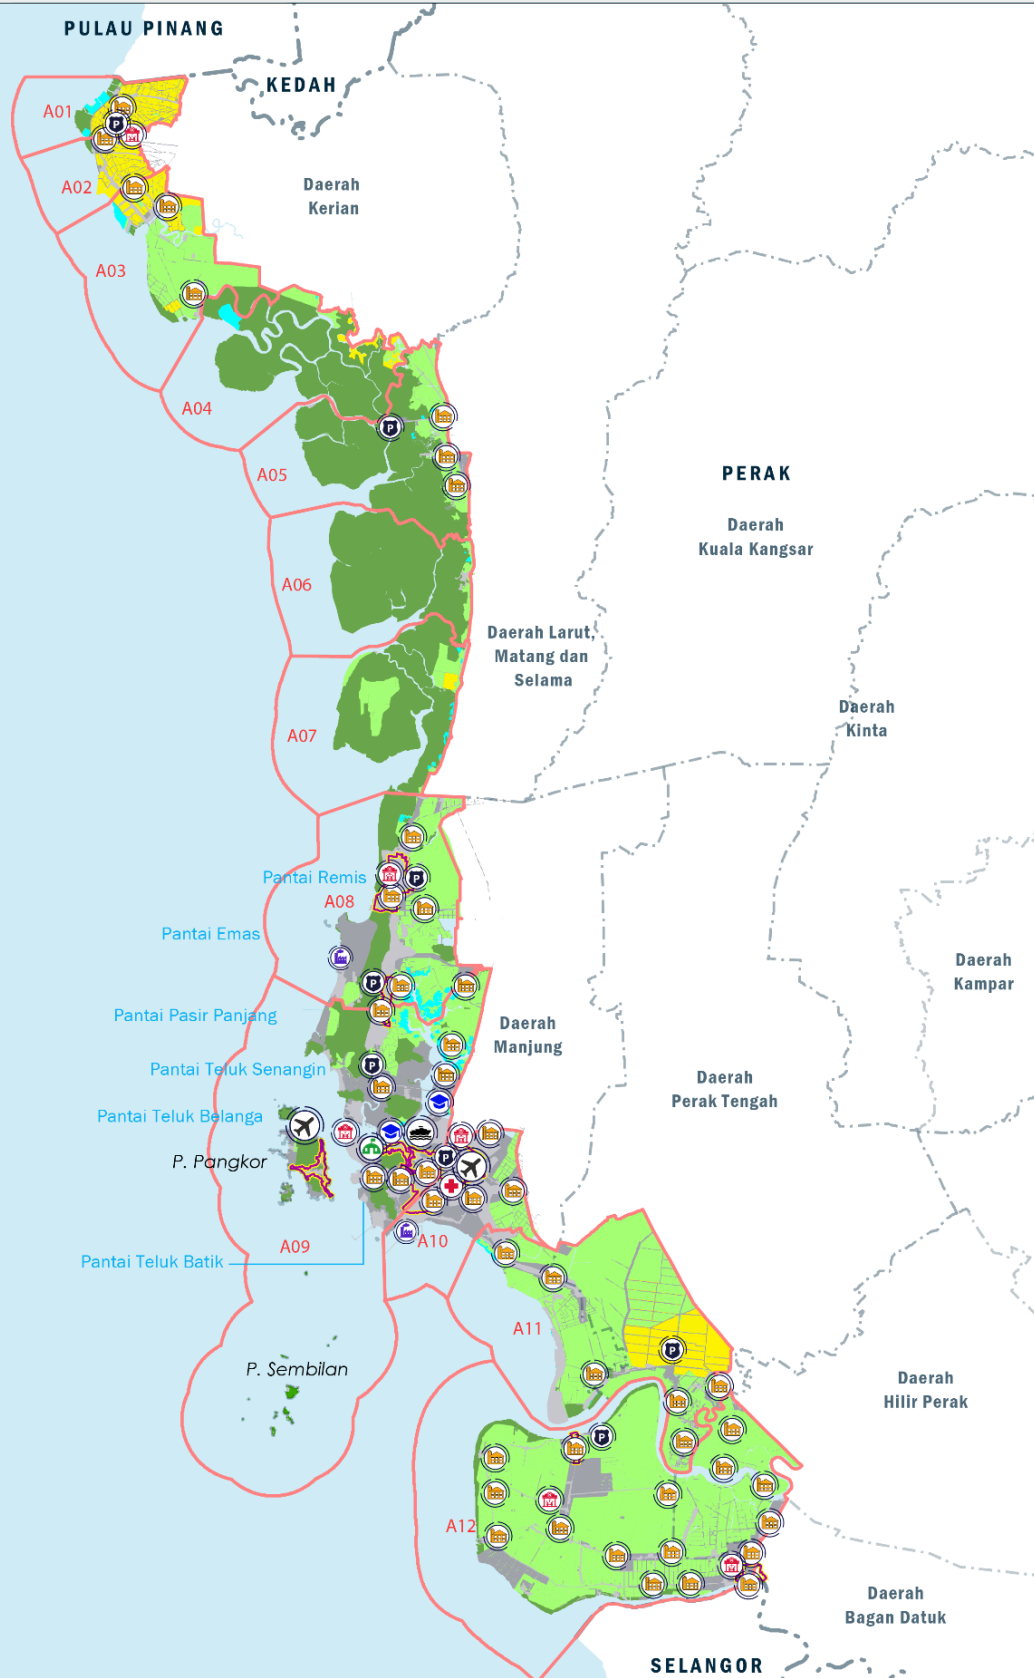 PULAU PINANG
KEDAH
A01
Daerah
Kerian
A02
A03
A04
A05
PERAK
Daerah
Kuala Kangsar
A06
Daerah Larut,
Matang dan
Selama
Daerah
Kinta
A07
Pantai Remis
A08
Pantai Emas
Daerah
Kampar
Pantai Pasir Panjang
Daerah
Manjung
Pantai Teluk Senangin
Daerah
Perak Tengah
Pantai Teluk Belanga
P. Pangkor
A09
A10
Pantai Teluk Batik
A11
P. Sembilan
Daerah
Hilir Perak
A12
Daerah
Bagan Datuk
SELANGOR